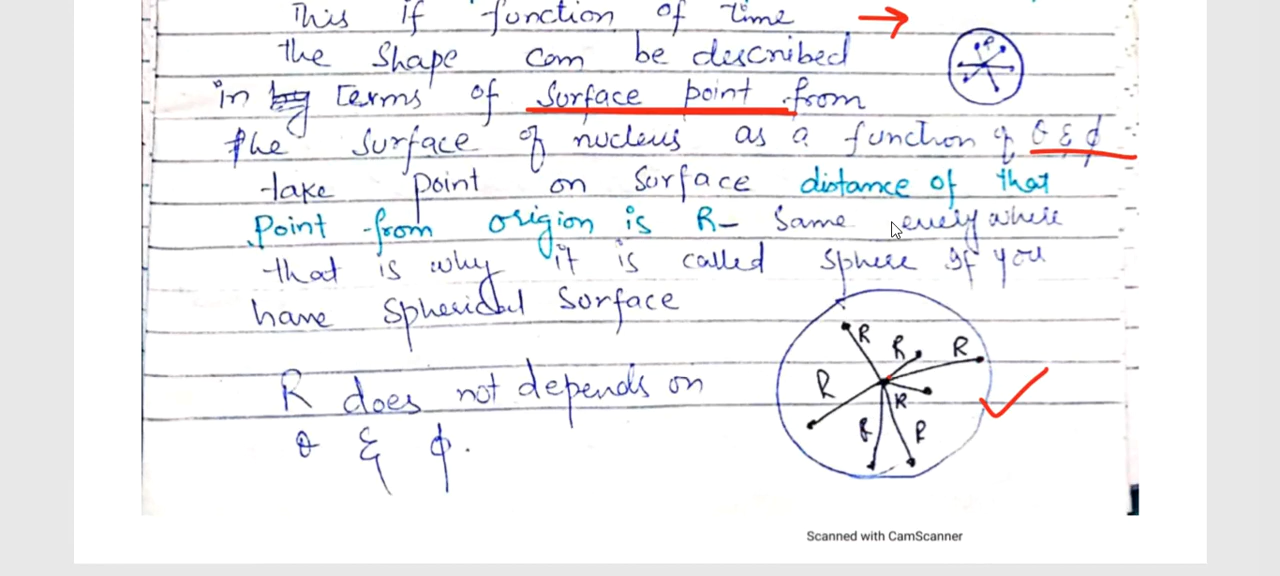 This if function of time →
the shape can be described
in by terms of surface point from
the surface of nucleus as a function of θ & φ
take point on surface distance of that
Point from origion is R- same everywhere
that is why it is called sphere If you
have spherical surface
R does not depends on
θ & φ.
R
R
R
R
R
R
R
Scanned with CamScanner